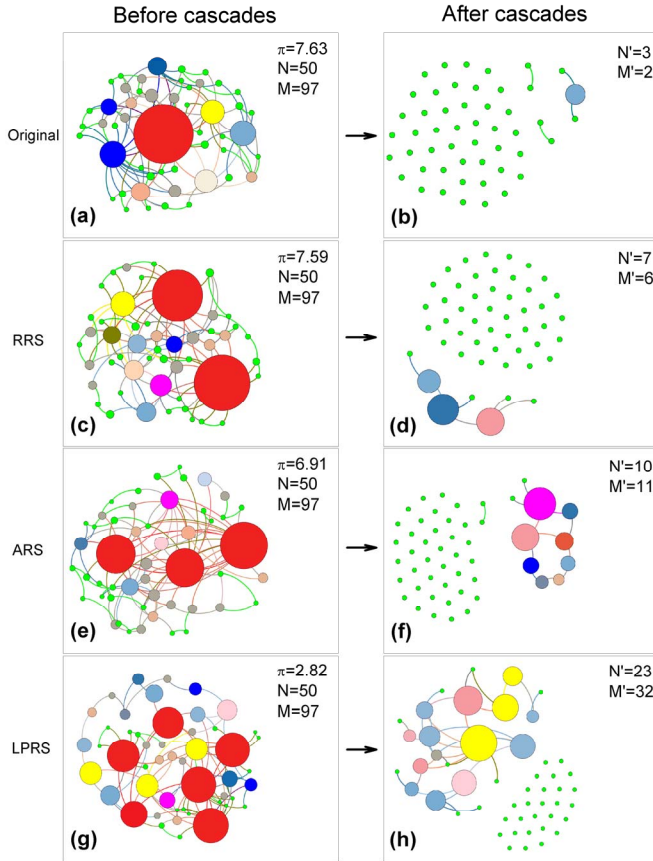 Before cascades
After cascades
Original
π=7.63
N=50
M=97
(a)
N'=3
M'=2
(b)
RRS
π=7.59
N=50
M=97
(c)
N'=7
M'=6
(d)
ARS
π=6.91
N=50
M=97
(e)
N'=10
M'=11
(f)
LPRS
π=2.82
N=50
M=97
(g)
N'=23
M'=32
(h)